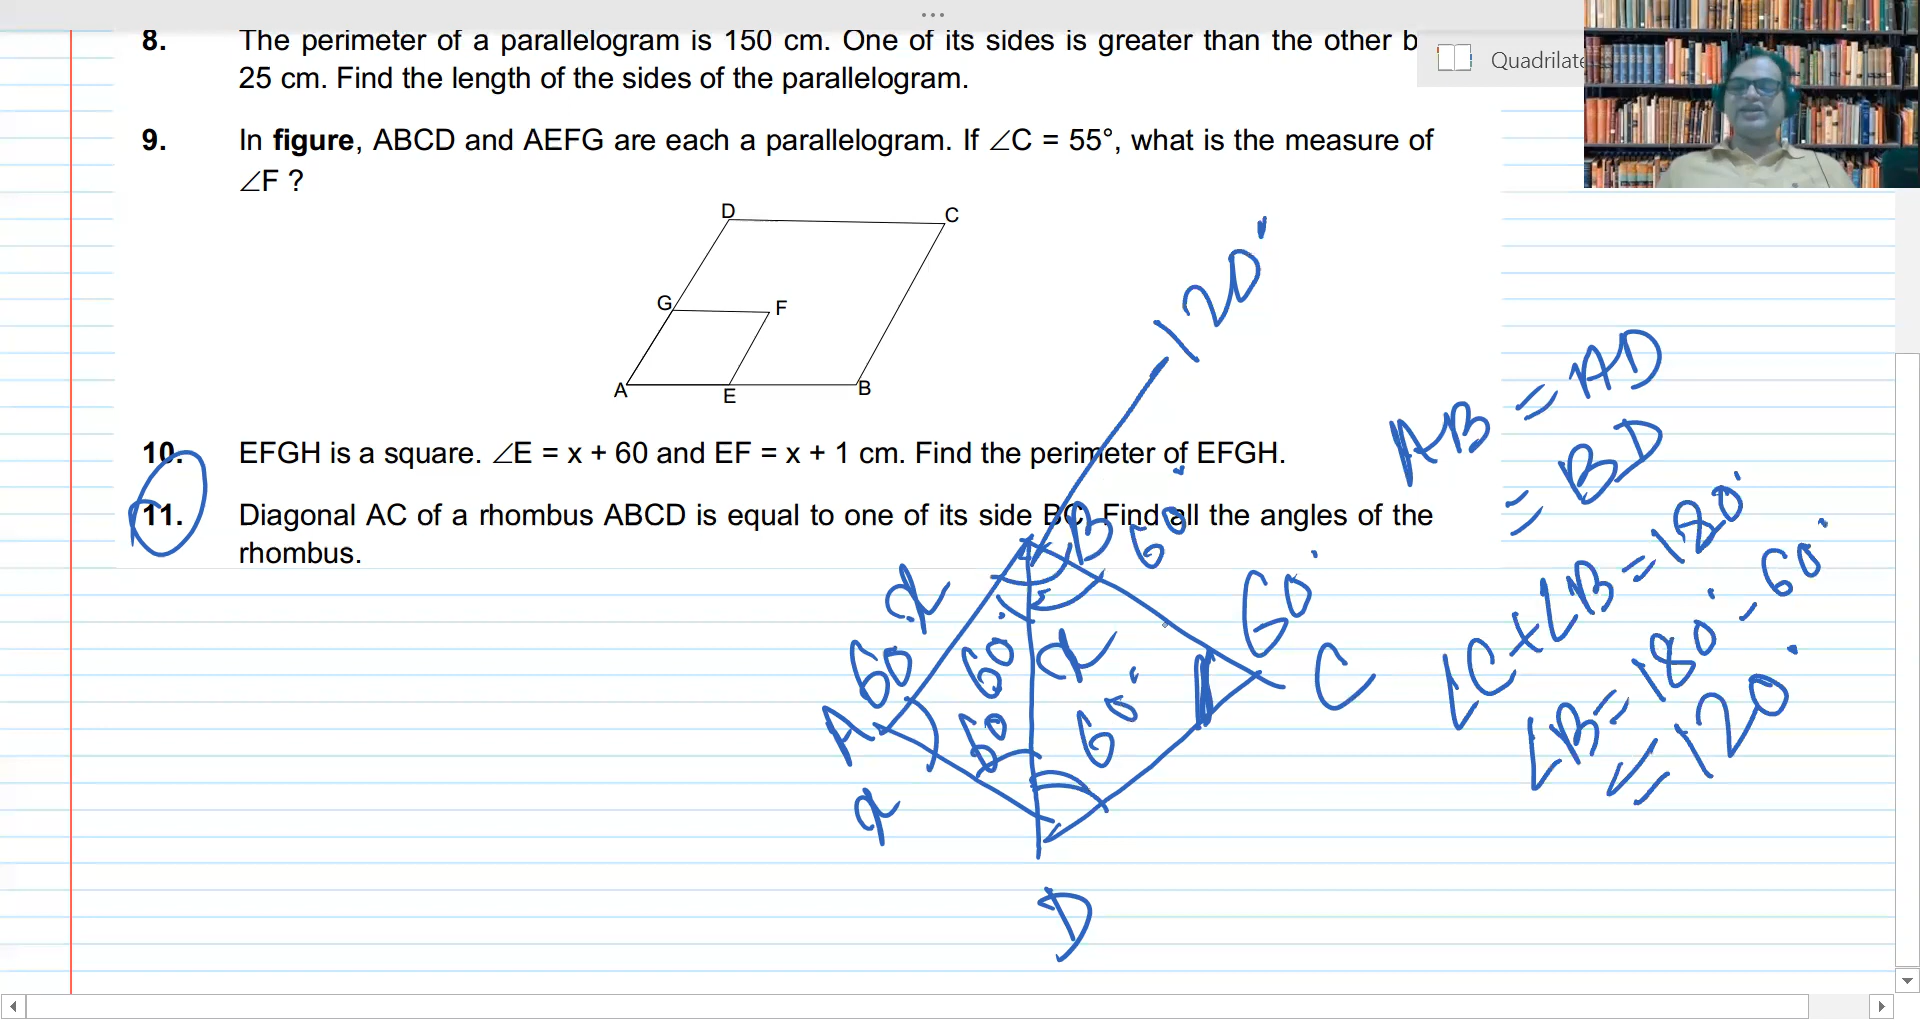 8. The perimeter of a parallelogram is 150 cm. One of its sides is greater than the other b
25 cm. Find the length of the sides of the parallelogram.
Quadrilate
9. In figure, ABCD and AEFG are each a parallelogram. If ∠C = 55°, what is the measure of
∠F ?
D C
G F
A E B
10. EFGH is a square. ∠E = x + 60 and EF = x + 1 cm. Find the perimeter of EFGH.
11. Diagonal AC of a rhombus ABCD is equal to one of its side BC. Find all the angles of the
rhombus.
120°
B 60°
x
60 60° x 60°
A C
60 60°
x
D
AB = AD
= BD
∠C + ∠B = 180°
∠B = 180° - 60°
= 120°